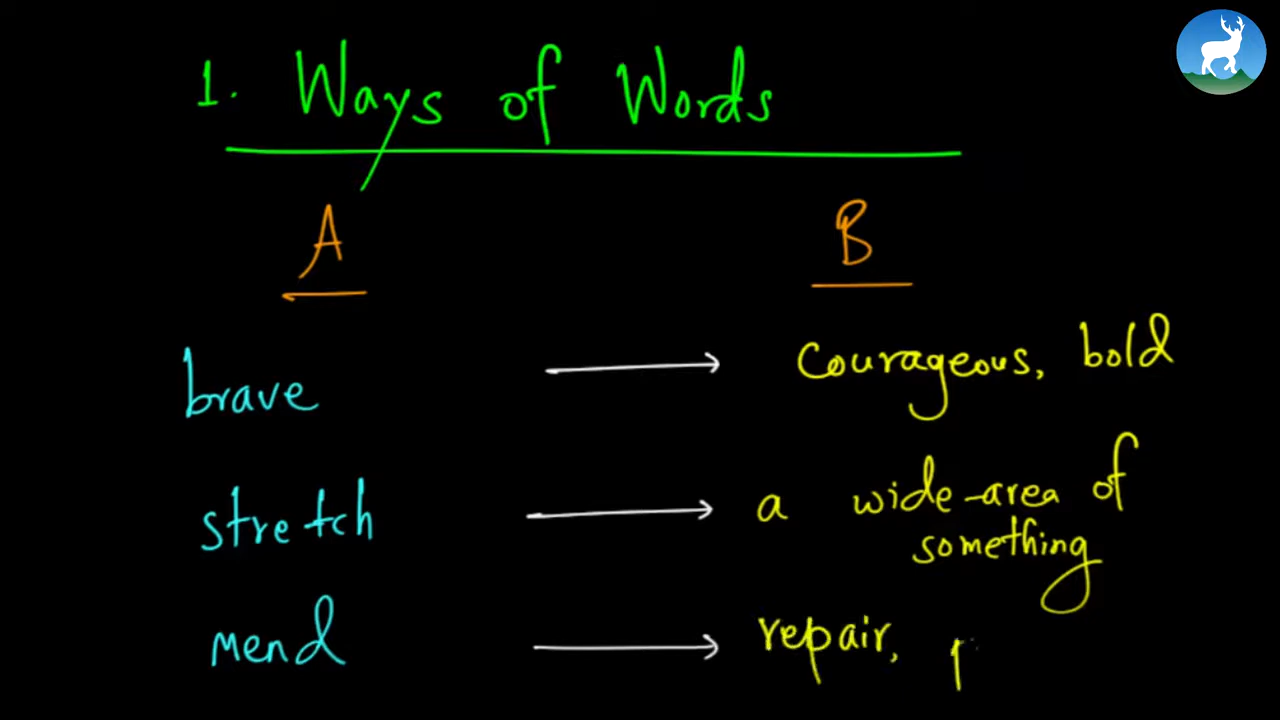 1. Ways of Words
A B
brave → courageous, bold
stretch → a wide-area of
something
mend → repair,